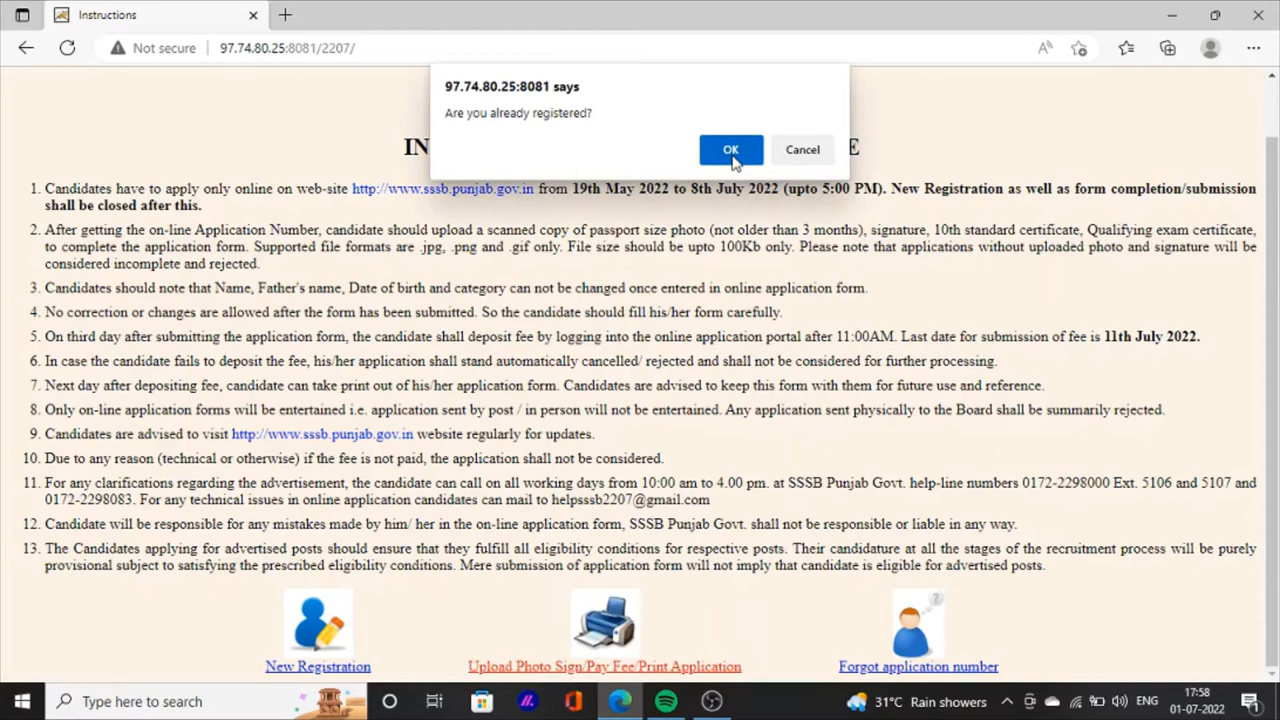 Instructions
Not secure
97.74.80.25:8081/2207/
97.74.80.25:8081 says
Are you already registered?
OK
Cancel
IN
E
1. Candidates have to apply only online on web-site http://www.sssb.punjab.gov.in from 19th May 2022 to 8th July 2022 (upto 5:00 PM). New Registration as well as form completion/submission
shall be closed after this.
2. After getting the on-line Application Number, candidate should upload a scanned copy of passport size photo (not older than 3 months), signature, 10th standard certificate, Qualifying exam certificate,
to complete the application form. Supported file formats are .jpg, .png and .gif only. File size should be upto 100Kb only. Please note that applications without uploaded photo and signature will be
considered incomplete and rejected.
3. Candidates should note that Name, Father's name, Date of birth and category can not be changed once entered in online application form.
4. No correction or changes are allowed after the form has been submitted. So the candidate should fill his/her form carefully.
5. On third day after submitting the application form, the candidate shall deposit fee by logging into the online application portal after 11:00AM. Last date for submission of fee is 11th July 2022.
6. In case the candidate fails to deposit the fee, his/her application shall stand automatically cancelled/ rejected and shall not be considered for further processing.
7. Next day after depositing fee, candidate can take print out of his/her application form. Candidates are advised to keep this form with them for future use and reference.
8. Only on-line application forms will be entertained i.e. application sent by post / in person will not be entertained. Any application sent physically to the Board shall be summarily rejected.
9. Candidates are advised to visit http://www.sssb.punjab.gov.in website regularly for updates.
10. Due to any reason (technical or otherwise) if the fee is not paid, the application shall not be considered.
11. For any clarifications regarding the advertisement, the candidate can call on all working days from 10:00 am to 4.00 pm. at SSSB Punjab Govt. help-line numbers 0172-2298000 Ext. 5106 and 5107 and
0172-2298083. For any technical issues in online application candidates can mail to helpsssb2207@gmail.com
12. Candidate will be responsible for any mistakes made by him/ her in the on-line application form, SSSB Punjab Govt. shall not be responsible or liable in any way.
13. The Candidates applying for advertised posts should ensure that they fulfill all eligibility conditions for respective posts. Their candidature at all the stages of the recruitment process will be purely
provisional subject to satisfying the prescribed eligibility conditions. Mere submission of application form will not imply that candidate is eligible for advertised posts.
New Registration
Upload Photo Sign/Pay Fee/Print Application
Forgot application number
Type here to search
31°C Rain showers
ENG
17:58
01-07-2022
1